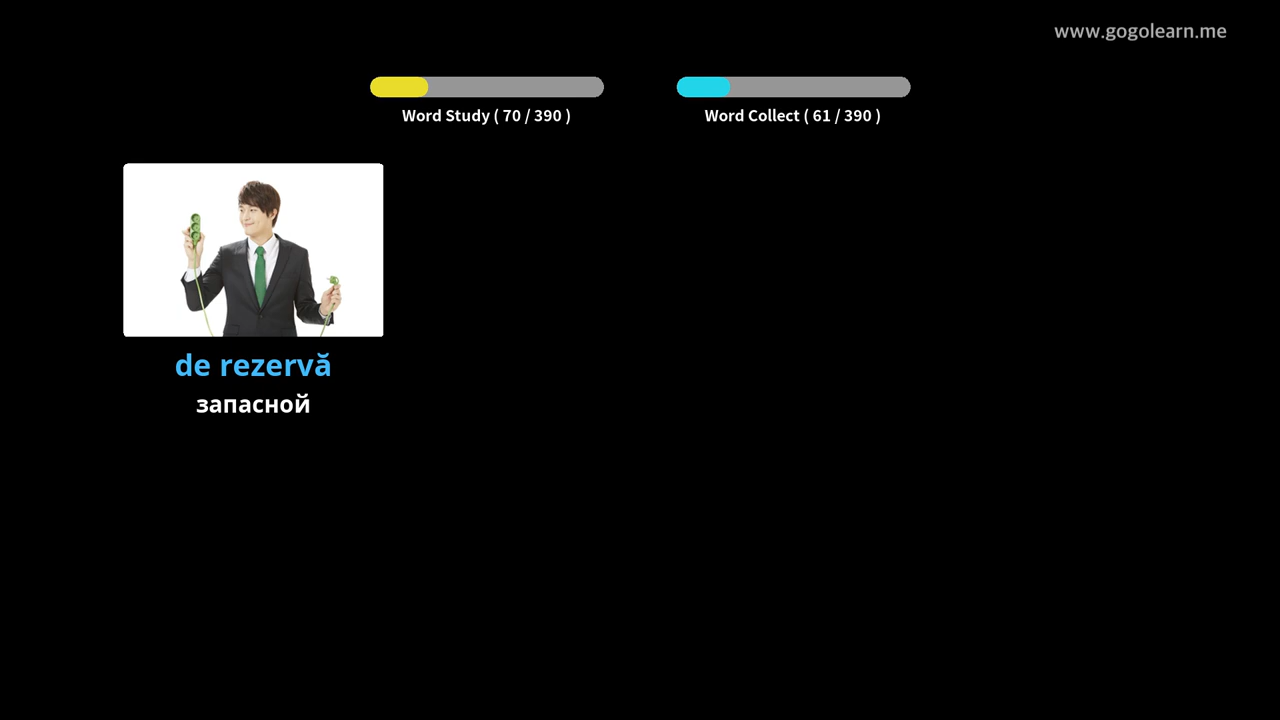 www.gogolearn.me
Word Study ( 70 / 390 )
Word Collect ( 61 / 390 )
de rezervă
запасной